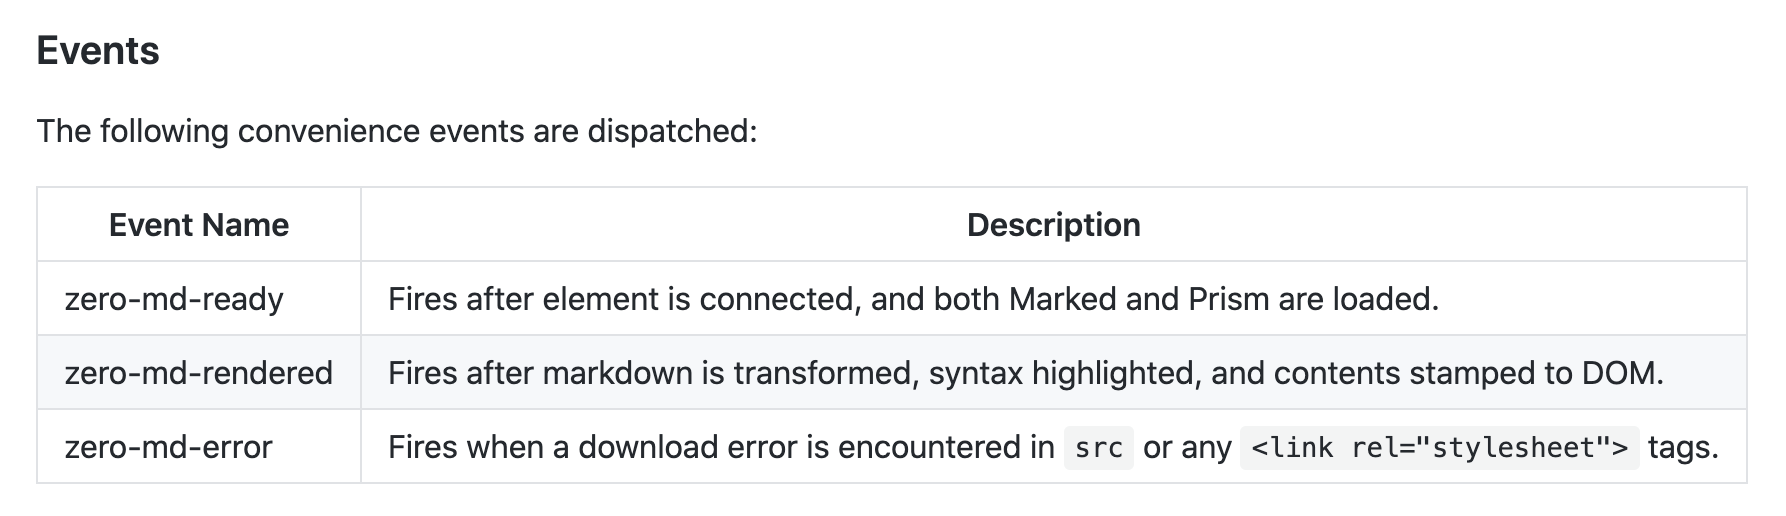 Events
The following convenience events are dispatched:
Event Name Description
zero-md-ready Fires after element is connected, and both Marked and Prism are loaded.
zero-md-rendered Fires after markdown is transformed, syntax highlighted, and contents stamped to DOM.
zero-md-error Fires when a download error is encountered in src or any <link rel="stylesheet"> tags.